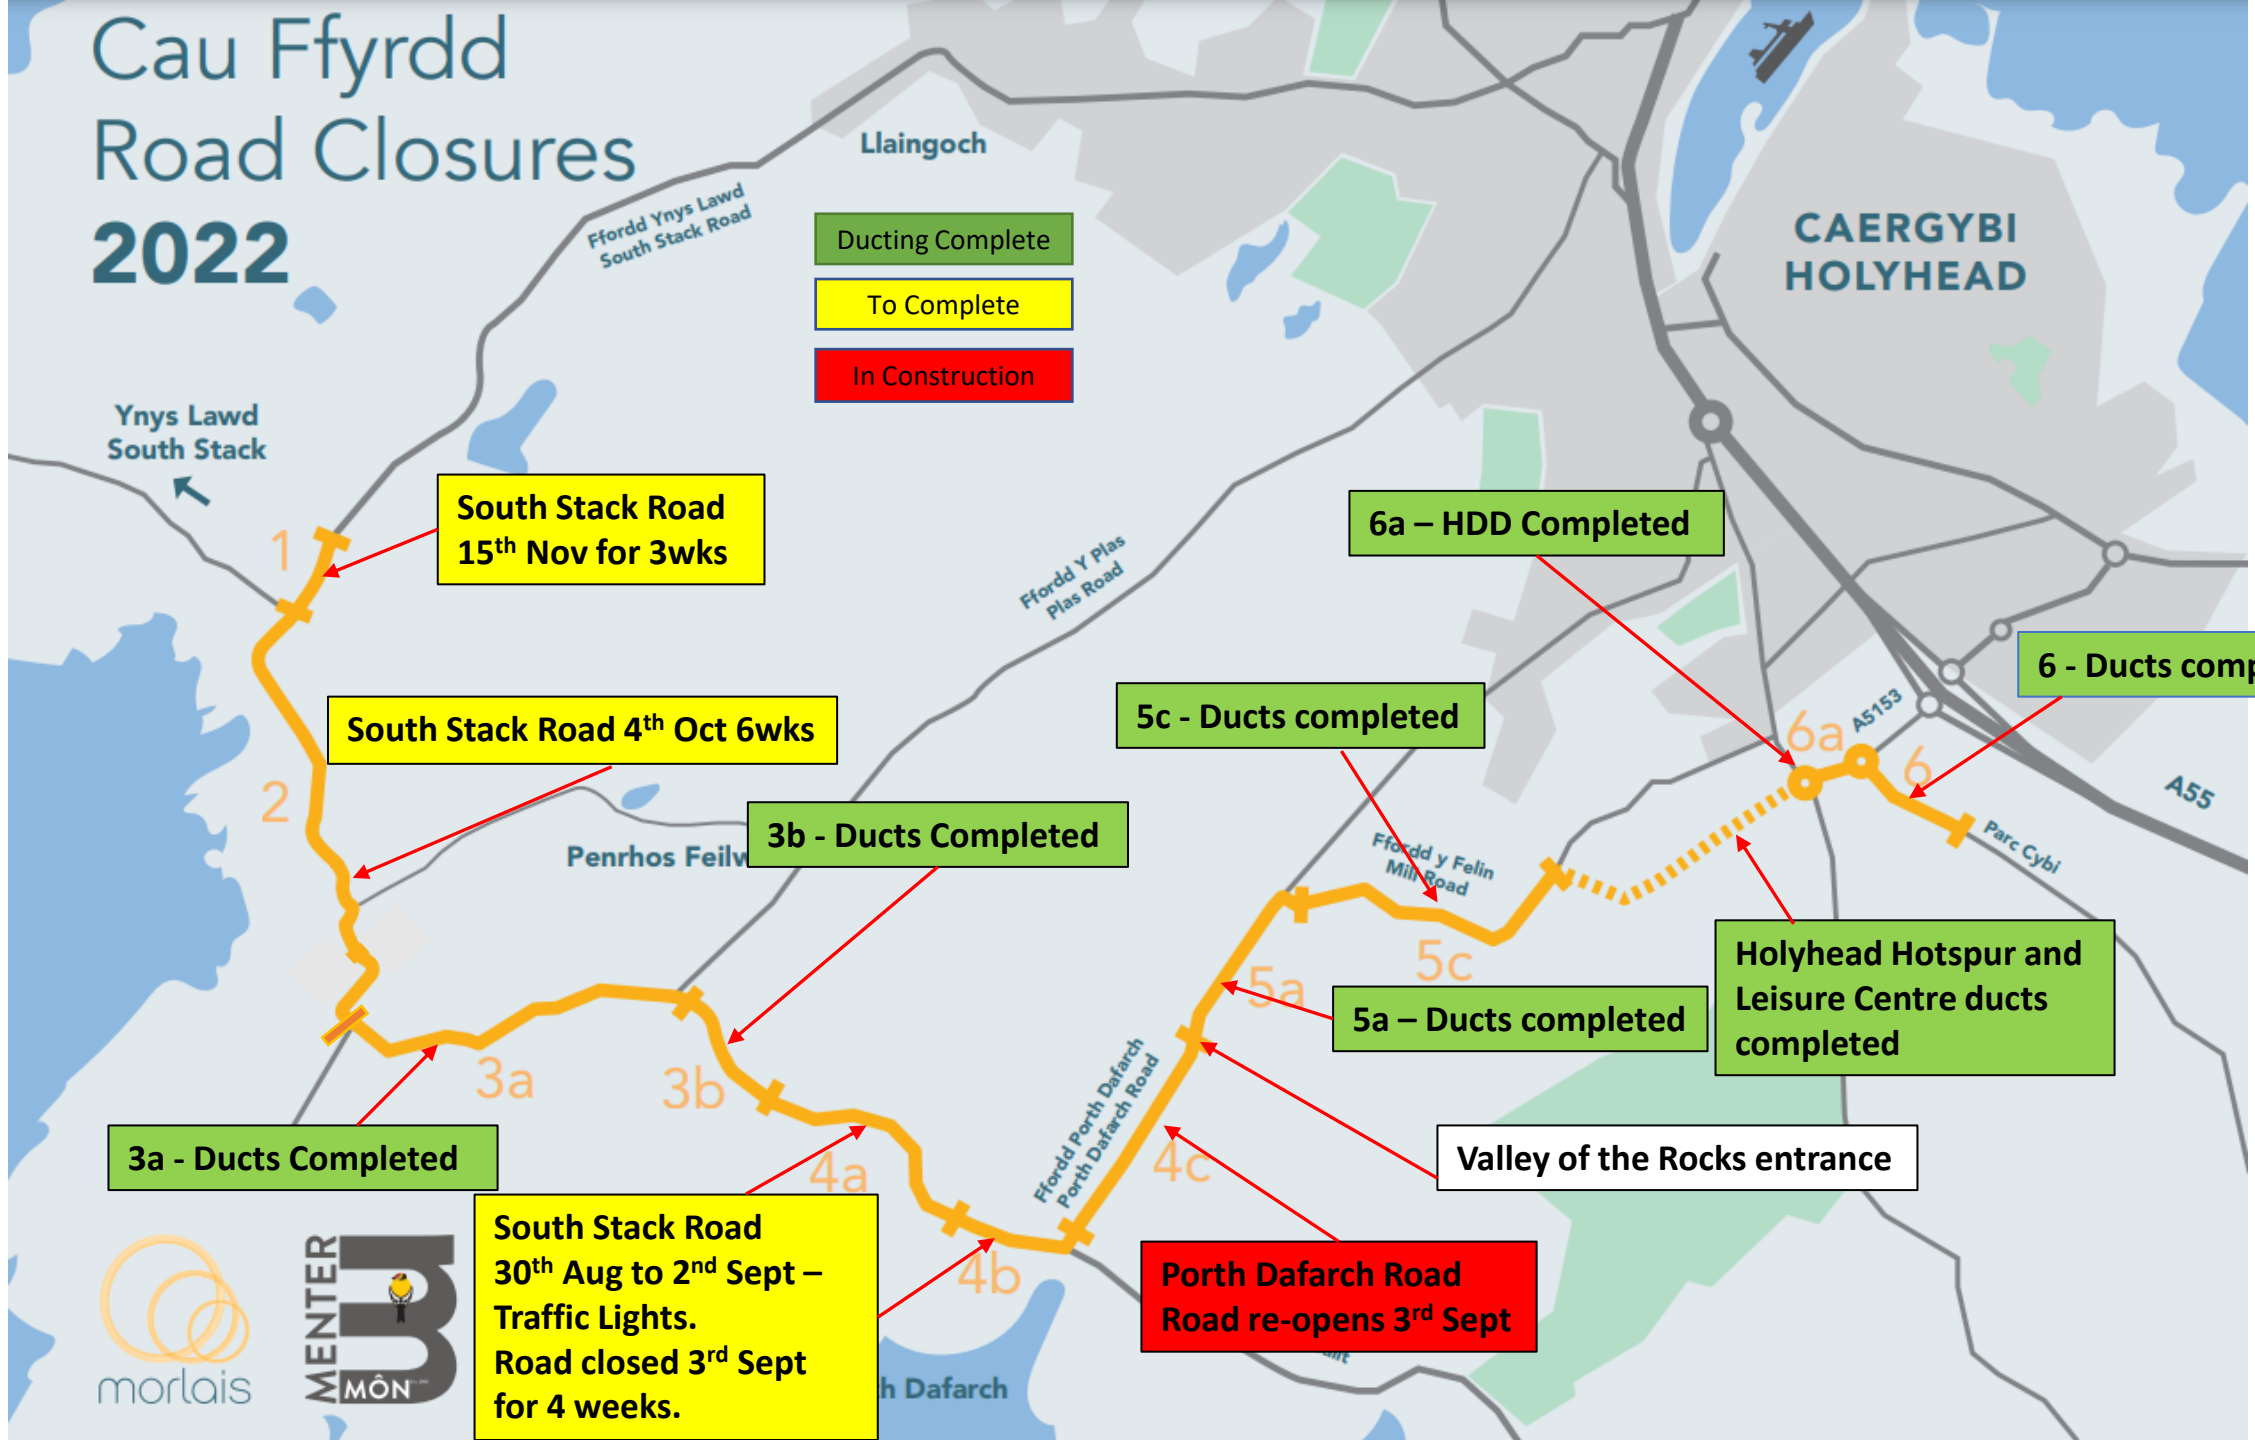 Cau Ffyrdd
Road Closures
2022
Llaingoch
Ffordd Ynys Lawd
South Stack Road
Ducting Complete
To Complete
In Construction
CAERGYBI
HOLYHEAD
Ynys Lawd
South Stack
1
South Stack Road
15th Nov for 3wks
Ffordd Y Plas
Plas Road
6a – HDD Completed
6 - Ducts comp
South Stack Road 4th Oct 6wks
5c - Ducts completed
6a
A5153
6
A55
2
Penrhos Feilw
3b - Ducts Completed
Ffordd y Felin
Mill Road
Parc Cybi
5c
5a
5a – Ducts completed
Holyhead Hotspur and
Leisure Centre ducts
completed
3a
3b
Ffordd Porth Dafarch
Porth Dafarch Road
3a - Ducts Completed
4a
4c
Valley of the Rocks entrance
South Stack Road
30th Aug to 2nd Sept –
Traffic Lights.
Road closed 3rd Sept
for 4 weeks.
4b
Porth Dafarch Road
Road re-opens 3rd Sept
h Dafarch
morlais
MENTER
MÔN